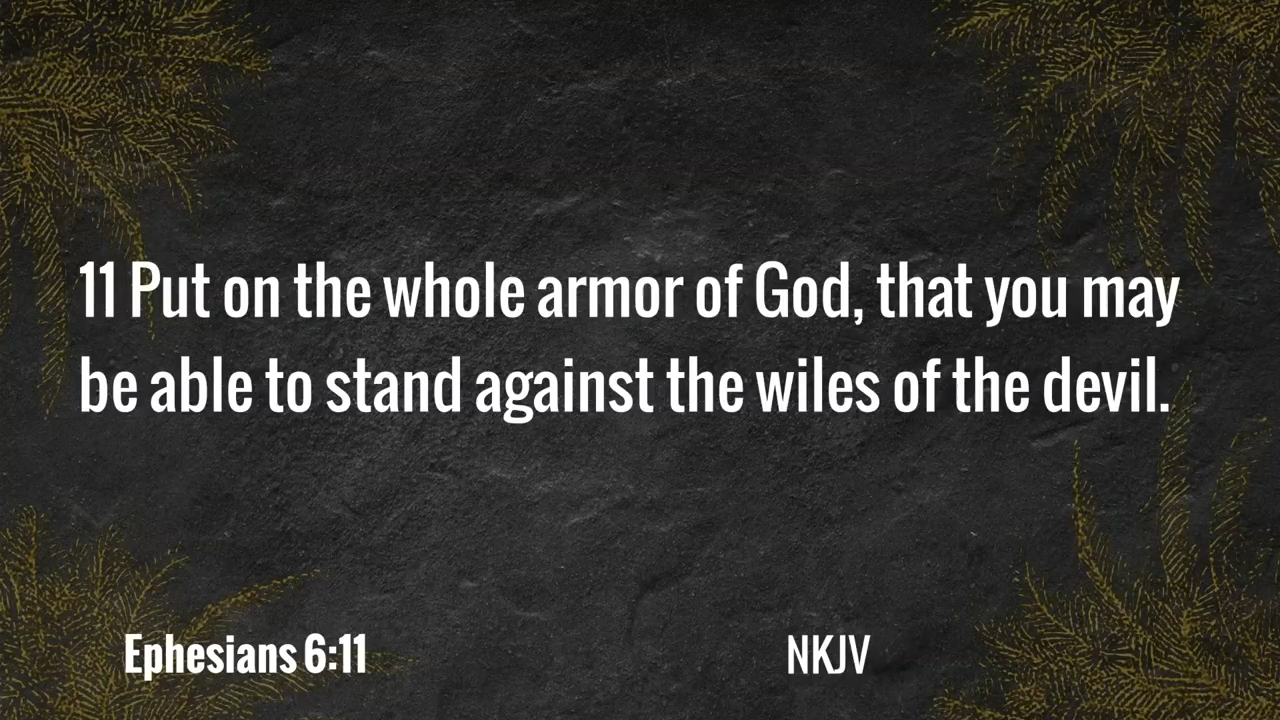 11 Put on the whole armor of God, that you may
be able to stand against the wiles of the devil.
Ephesians 6:11
NKJV